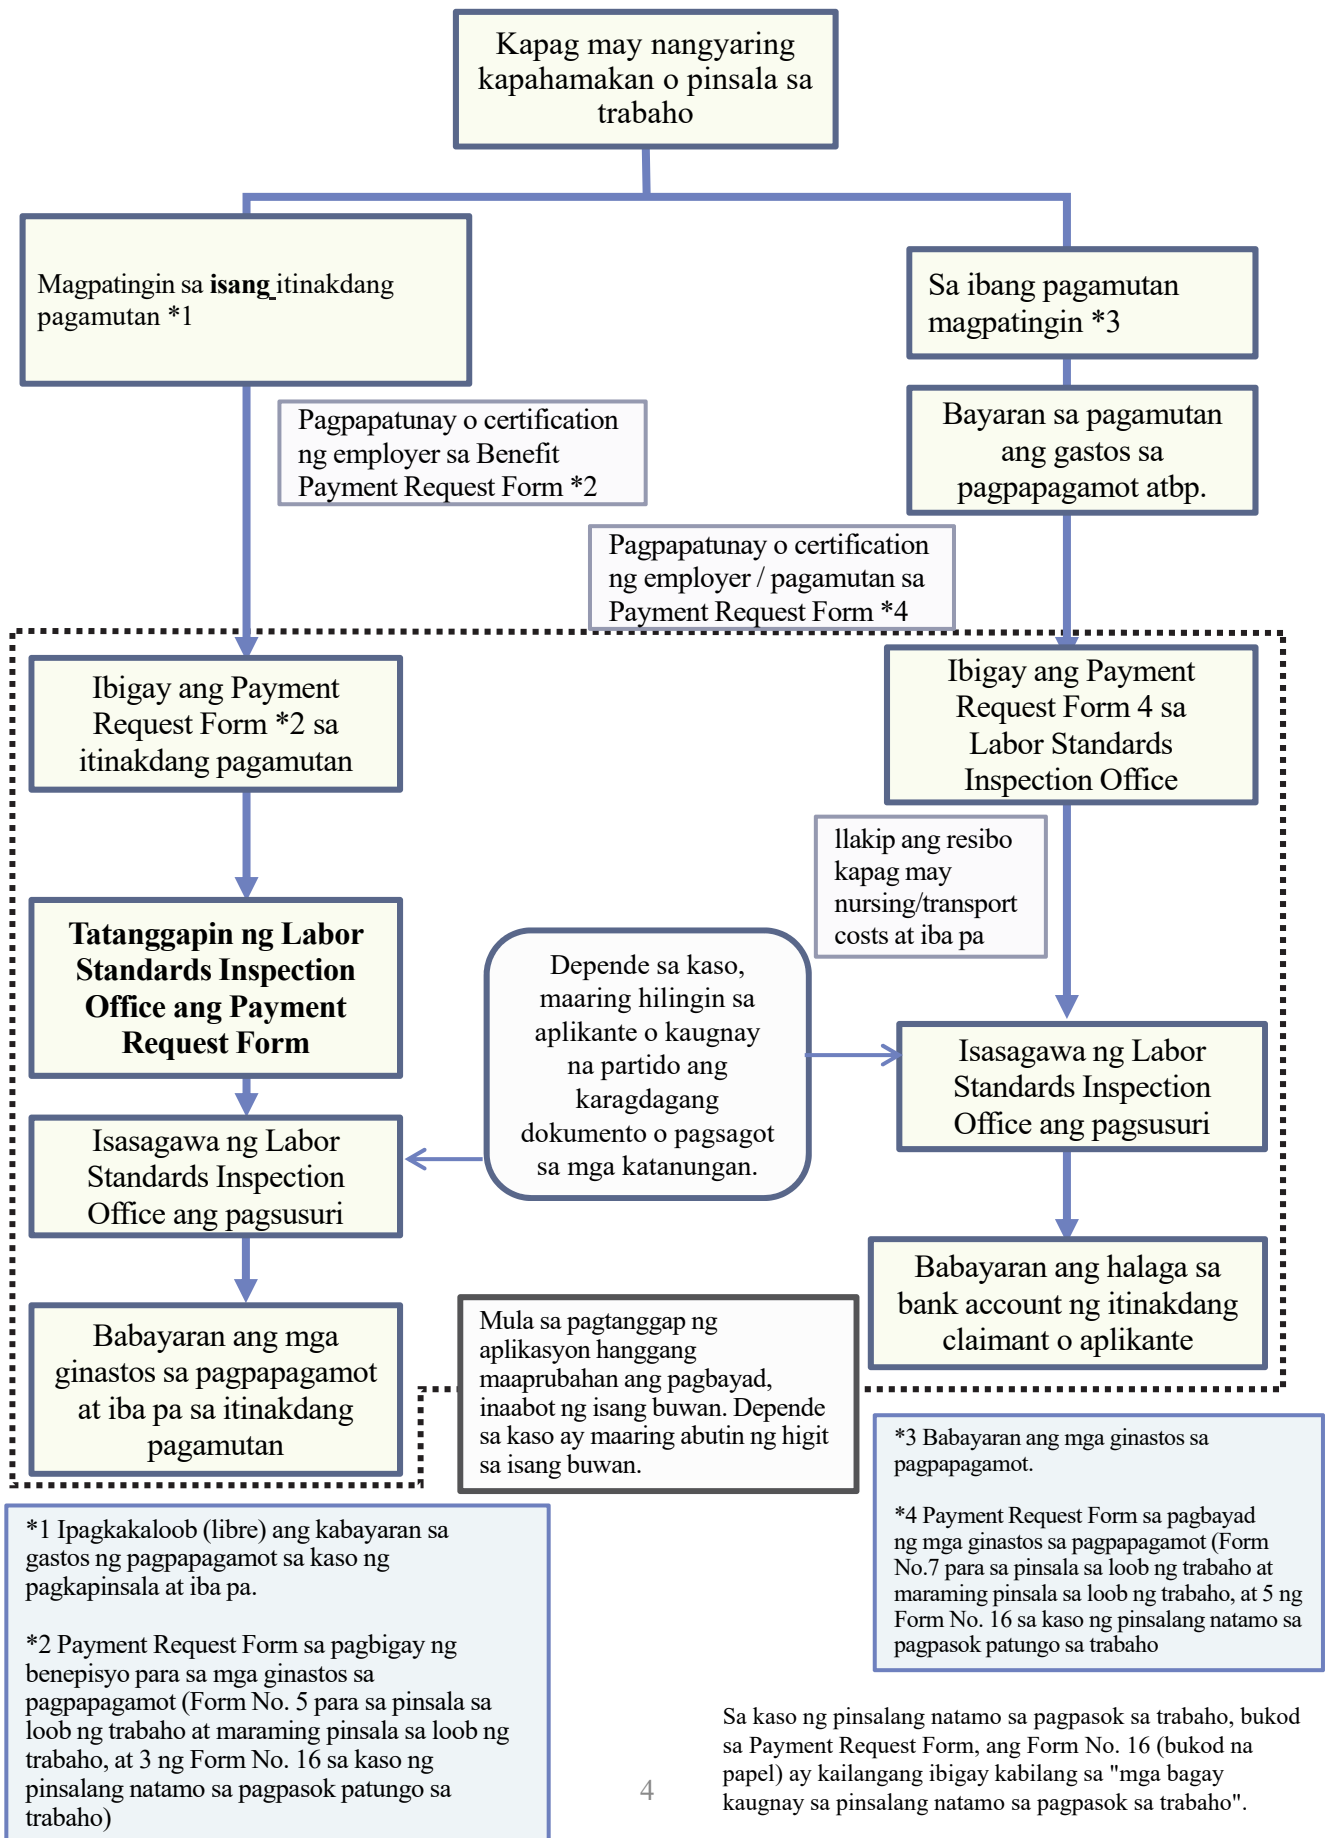 Kapag may nangyaring
kapahamakan o pinsala sa
trabaho
Magpatingin sa isang itinakdang
pagamutan *1
Sa ibang pagamutan
magpatingin *3
Pagpapatunay o certification
ng employer sa Benefit
Payment Request Form *2
Bayaran sa pagamutan
ang gastos sa
pagpapagamot atbp.
Pagpapatunay o certification
ng employer / pagamutan sa
Payment Request Form *4
Ibigay ang Payment
Request Form *2 sa
itinakdang pagamutan
Ibigay ang Payment
Request Form 4 sa
Labor Standards
Inspection Office
llakip ang resibo
kapag may
nursing/transport
costs at iba pa
Tatanggapin ng Labor
Standards Inspection
Office ang Payment
Request Form
Depende sa kaso,
maaring hilingin sa
aplikante o kaugnay
na partido ang
karagdagang
dokumento o pagsagot
sa mga katanungan.
Isasagawa ng Labor
Standards Inspection
Office ang pagsusuri
Isasagawa ng Labor
Standards Inspection
Office ang pagsusuri
Babayaran ang halaga sa
bank account ng itinakdang
claimant o aplikante
Babayaran ang mga
ginastos sa pagpapagamot
at iba pa sa itinakdang
pagamutan
Mula sa pagtanggap ng
aplikasyon hanggang
maaprubahan ang pagbayad,
inaabot ng isang buwan. Depende
sa kaso ay maaring abutin ng higit
sa isang buwan.
*3 Babayaran ang mga ginastos sa
pagpapagamot.
*4 Payment Request Form sa pagbayad
ng mga ginastos sa pagpapagamot (Form
No.7 para sa pinsala sa loob ng trabaho at
maraming pinsala sa loob ng trabaho, at 5 ng
Form No. 16 sa kaso ng pinsalang natamo sa
pagpasok patungo sa trabaho
*1 Ipagkakaloob (libre) ang kabayaran sa
gastos ng pagpapagamot sa kaso ng
pagkapinsala at iba pa.
*2 Payment Request Form sa pagbigay ng
benepisyo para sa mga ginastos sa
pagpapagamot (Form No. 5 para sa pinsala sa
loob ng trabaho at maraming pinsala sa loob ng
trabaho, at 3 ng Form No. 16 sa kaso ng
pinsalang natamo sa pagpasok patungo sa
trabaho)
Sa kaso ng pinsalang natamo sa pagpasok sa trabaho, bukod
sa Payment Request Form, ang Form No. 16 (bukod na
papel) ay kailangang ibigay kabilang sa "mga bagay
kaugnay sa pinsalang natamo sa pagpasok sa trabaho".
4